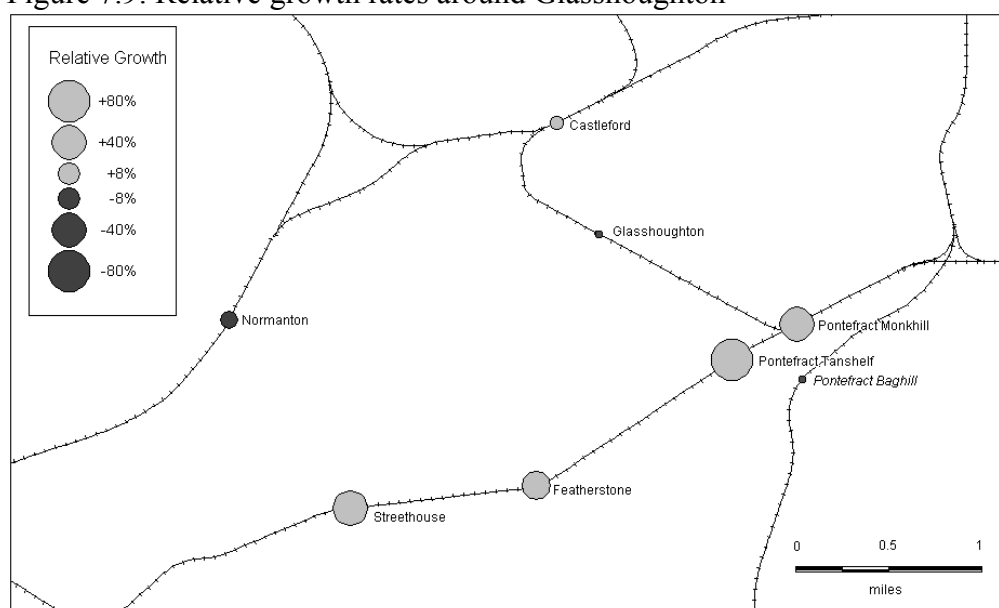 Figure 7.9: Relative growth rates around Glasshoughton
Relative Growth
+80%
+40%
+8%
-8%
-40%
-80%
Castleford
Glasshoughton
Normanton
Pontefract Monkhill
Pontefract Tanshelf
Pontefract Baghill
Featherstone
Streethouse
0 0.5 1
miles